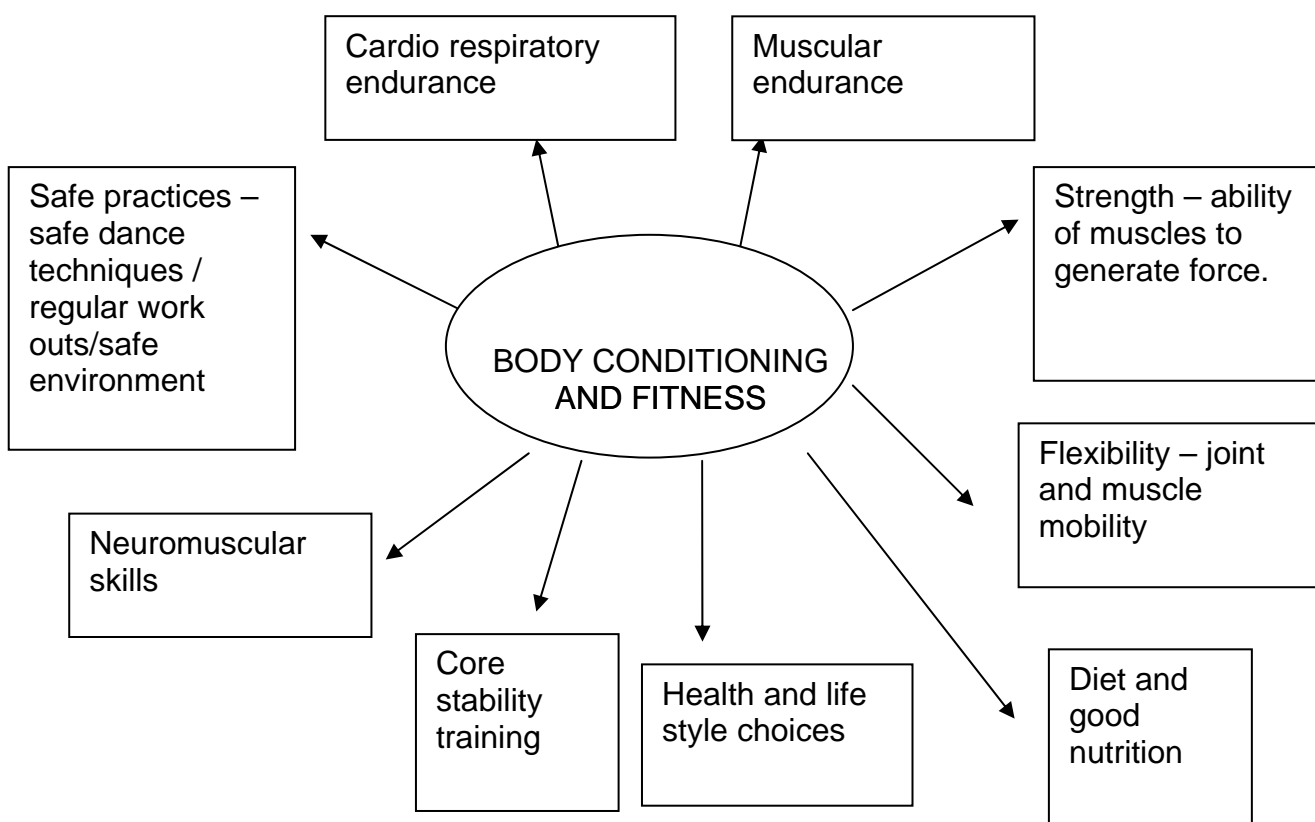 Cardio respiratory
endurance
Muscular
endurance
Safe practices –
safe dance
techniques /
regular work
outs/safe
environment
Strength – ability
of muscles to
generate force.
BODY CONDITIONING
AND FITNESS
Flexibility – joint
and muscle
mobility
Neuromuscular
skills
Core
stability
training
Health and life
style choices
Diet and
good
nutrition